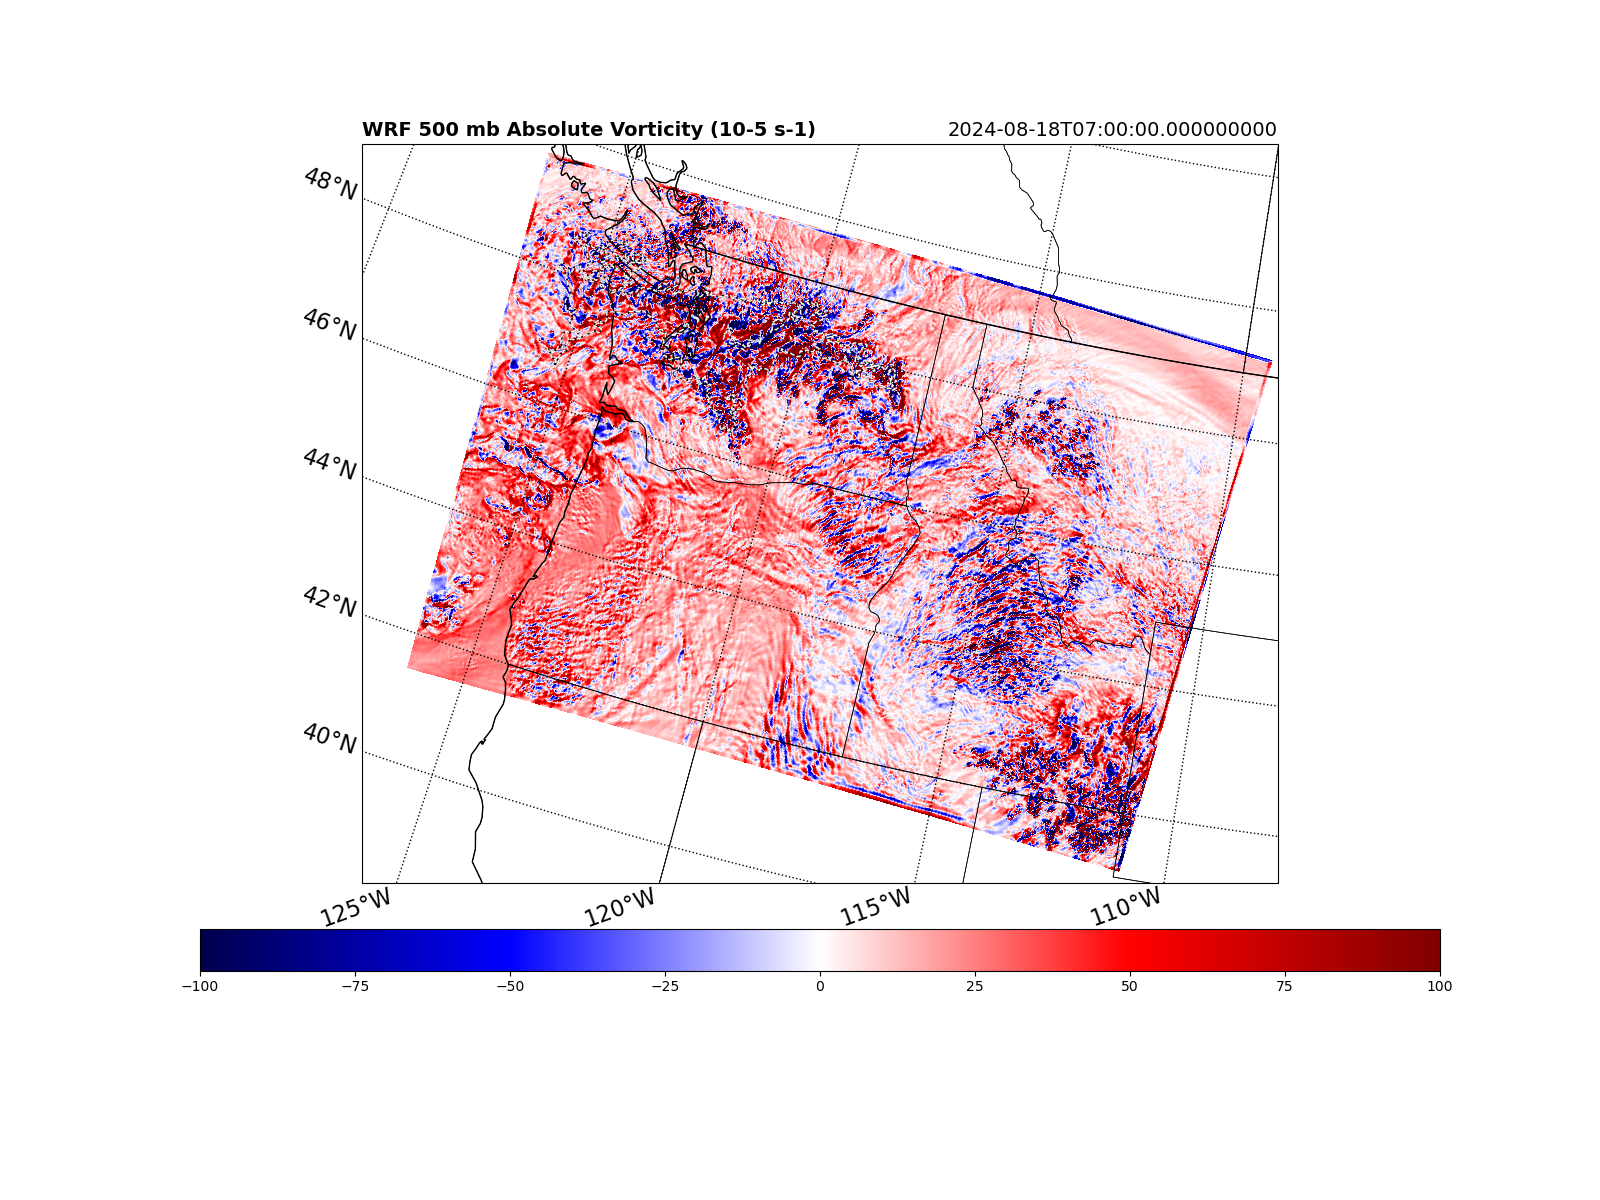 WRF 500 mb Absolute Vorticity (10-5 s-1) 2024-08-18T07:00:00.000000000
48°N
46°N
44°N
42°N
40°N
125°W 120°W 115°W 110°W
−100 −75 −50 −25 0 25 50 75 100